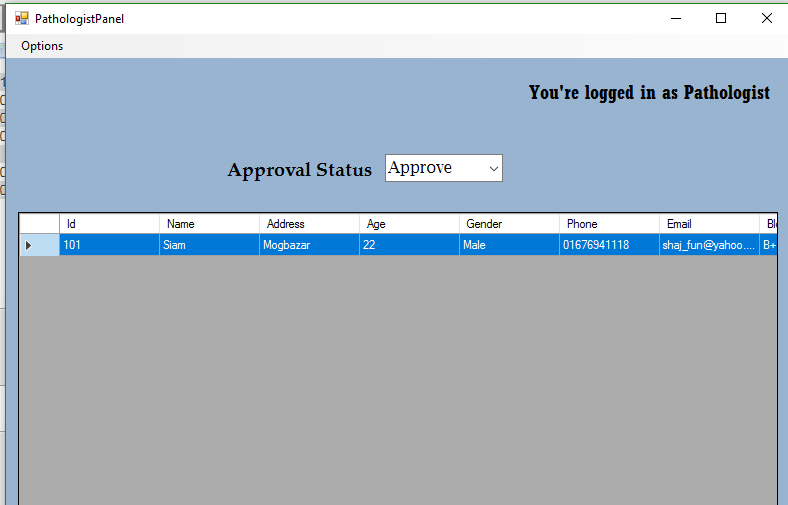 PathologistPanel
Options
You're logged in as Pathologist
Approval Status Approve
Id Name Address Age Gender Phone Email
101 Siam Mogbazar 22 Male 01676941118 shaj_fun@yahoo.... B+